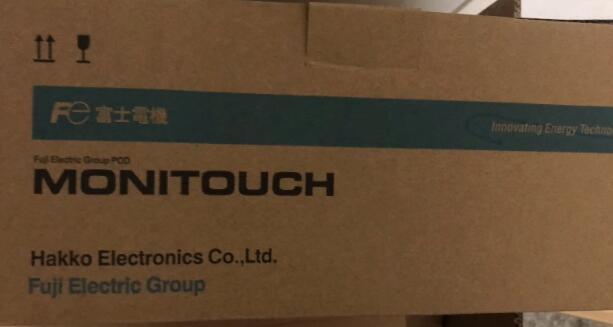 Fe 富士電機
Innovating Energy Techno
Fuji Electric Group POD
MONITOUCH
Hakko Electronics Co.,Ltd.
Fuji Electric Group